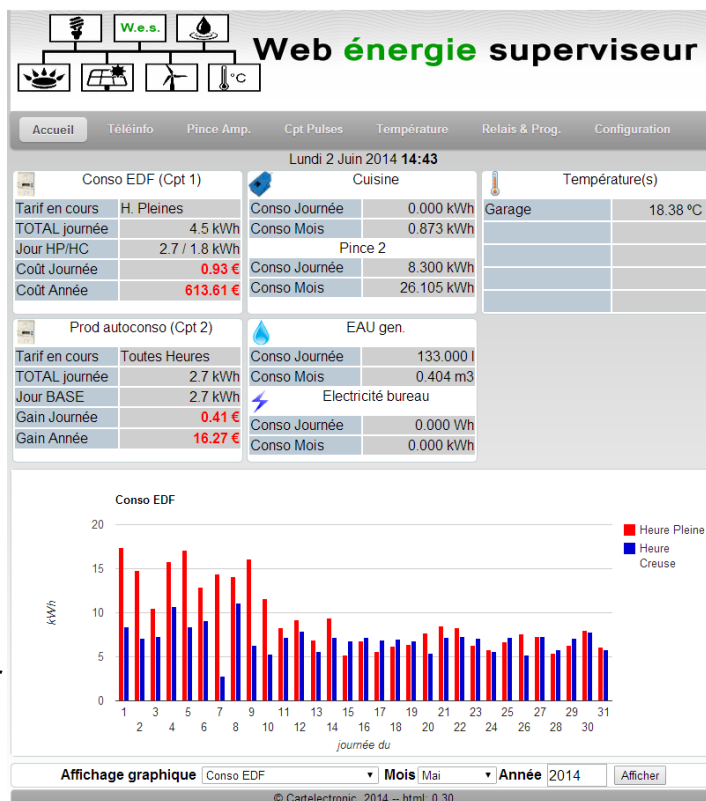 W.e.s.
°C
Web énergie superviseur
Accueil Téléinfo Pince Amp. Cpt Pulses Température Relais & Prog. Configuration
Lundi 2 Juin 2014 14:43
Conso EDF (Cpt 1)
Tarif en cours H. Pleines
TOTAL journée 4.5 kWh
Jour HP/HC 2.7 / 1.8 kWh
Coût Journée 0.93 €
Coût Année 613.61 €
Cuisine
Conso Journée 0.000 kWh
Conso Mois 0.873 kWh
Pince 2
Conso Journée 8.300 kWh
Conso Mois 26.105 kWh
Température(s)
Garage 18.38 ºC
Prod autoconso (Cpt 2)
Tarif en cours Toutes Heures
TOTAL journée 2.7 kWh
Jour BASE 2.7 kWh
Gain Journée 0.41 €
Gain Année 16.27 €
EAU gen.
Conso Journée 133.000 l
Conso Mois 0.404 m3
Electricité bureau
Conso Journée 0.000 Wh
Conso Mois 0.000 kWh
Conso EDF
20
15
10
5
0
kWh
Heure Pleine
Heure
Creuse
1 3 5 7 9 11 13 15 17 19 21 23 25 27 29 31
2 4 6 8 10 12 14 16 18 20 22 24 26 28 30
journée du
Affichage graphique Conso EDF Mois Mai Année 2014 Afficher
© Cartelectronic 2014 -- html: 0.30